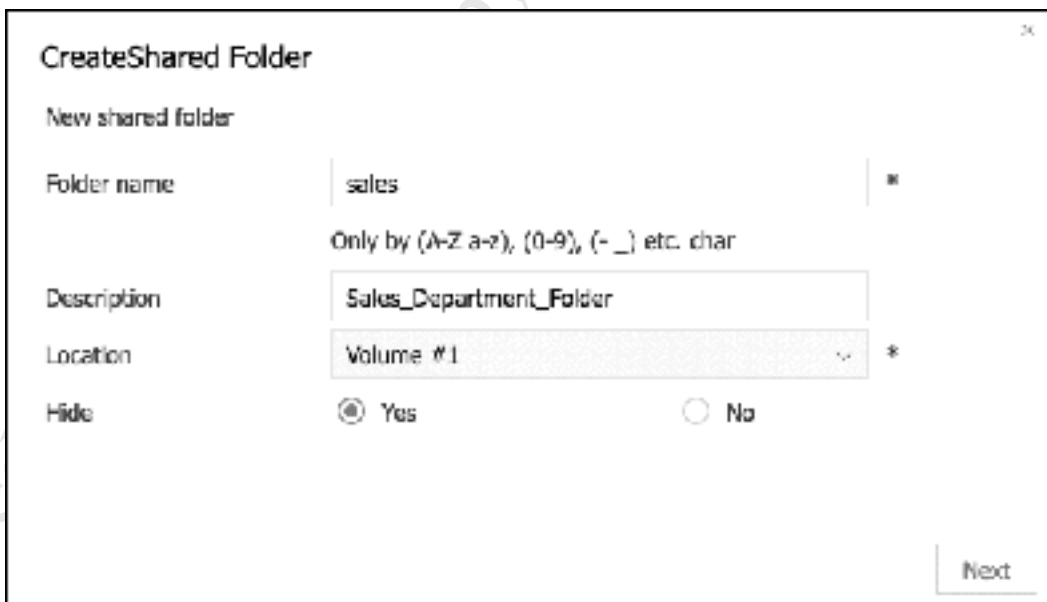 CreateShared Folder
New shared folder
Folder name sales *
Only by (A-Z a-z), (0-9), (- _) etc. char
Description Sales_Department_Folder
Location Volume #1 *
Hide Yes No
Next